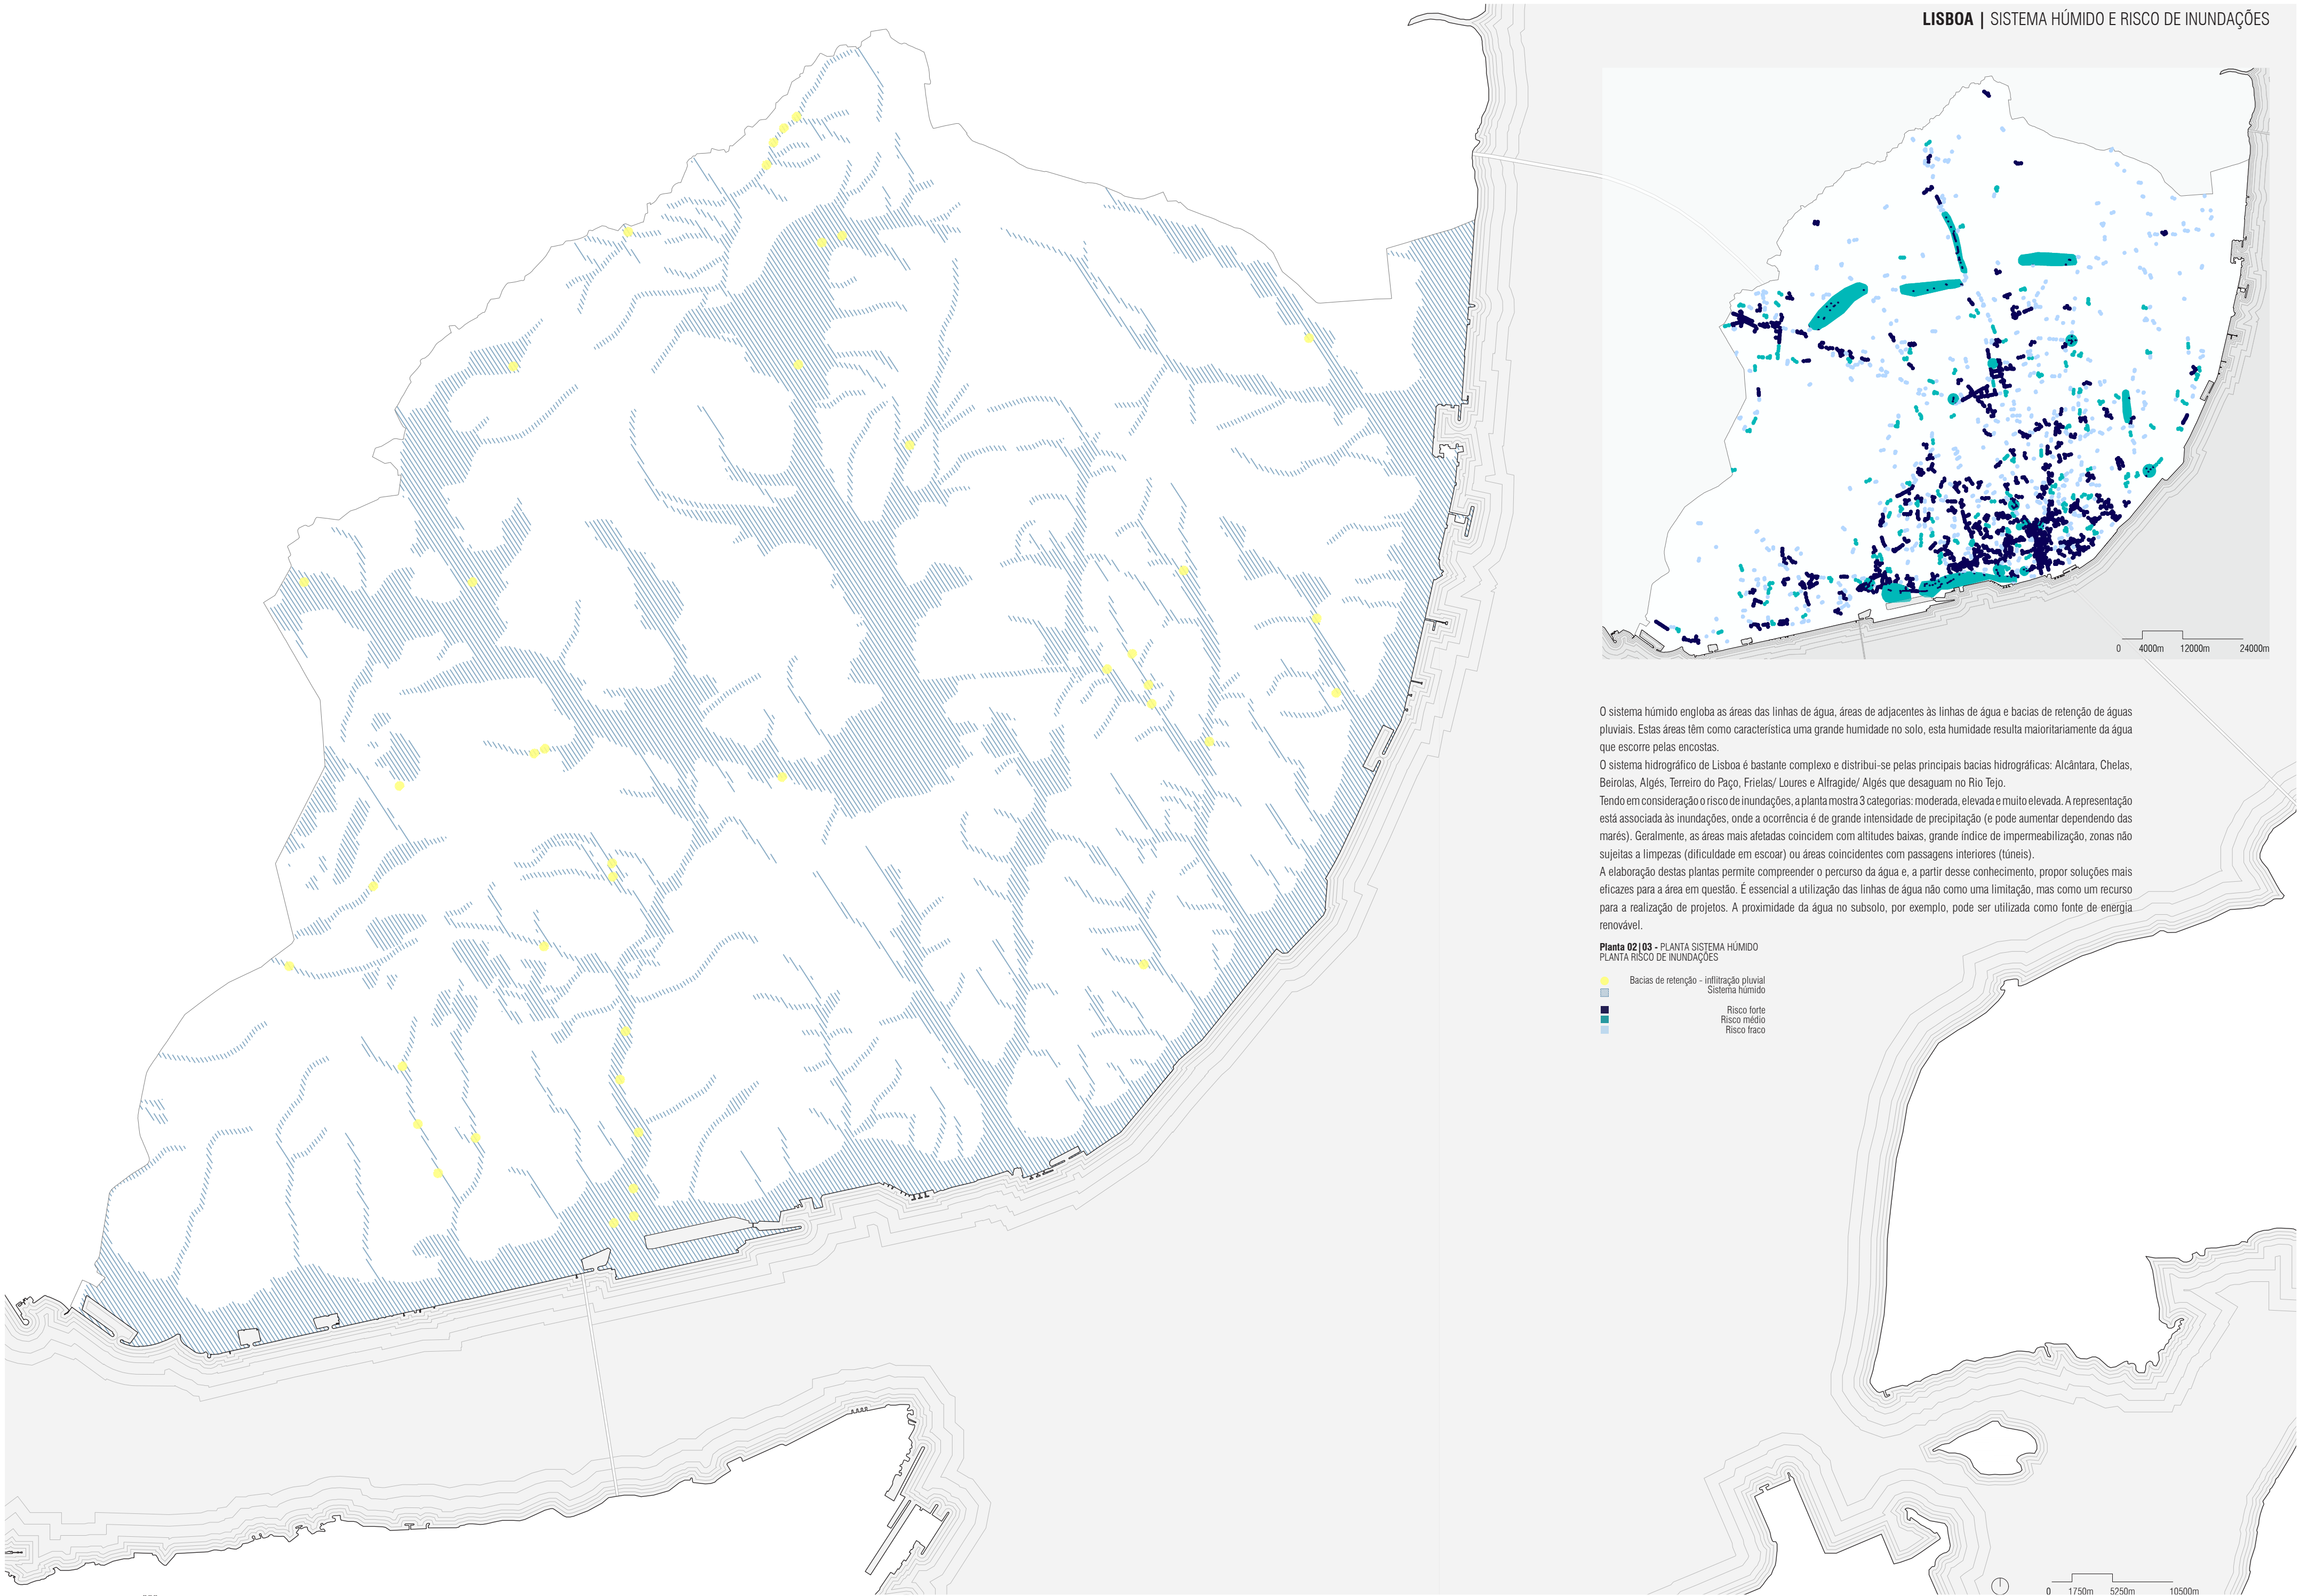 LISBOA | SISTEMA HÚMIDO E RISCO DE INUNDAÇÕES
0 4000m 12000m 24000m
O sistema húmido engloba as áreas das linhas de água, áreas de adjacentes às linhas de água e bacias de retenção de águas
pluviais. Estas áreas têm como característica uma grande humidade no solo, esta humidade resulta maioritariamente da água
que escorre pelas encostas.
O sistema hidrográfico de Lisboa é bastante complexo e distribui-se pelas principais bacias hidrográficas: Alcântara, Chelas,
Beirolas, Algés, Terreiro do Paço, Frielas/ Loures e Alfragide/ Algés que desaguam no Rio Tejo.
Tendo em consideração o risco de inundações, a planta mostra 3 categorias: moderada, elevada e muito elevada. A representação
está associada às inundações, onde a ocorrência é de grande intensidade de precipitação (e pode aumentar dependendo das
marés). Geralmente, as áreas mais afetadas coincidem com altitudes baixas, grande índice de impermeabilização, zonas não
sujeitas a limpezas (dificuldade em escoar) ou áreas coincidentes com passagens interiores (túneis).
A elaboração destas plantas permite compreender o percurso da água e, a partir desse conhecimento, propor soluções mais
eficazes para a área em questão. É essencial a utilização das linhas de água não como uma limitação, mas como um recurso
para a realização de projetos. A proximidade da água no subsolo, por exemplo, pode ser utilizada como fonte de energia
renovável.
Planta 02|03 - PLANTA SISTEMA HÚMIDO
PLANTA RISCO DE INUNDAÇÕES
Bacias de retenção - infiltração pluvial
Sistema húmido
Risco forte
Risco médio
Risco fraco
0 1750m 5250m 10500m